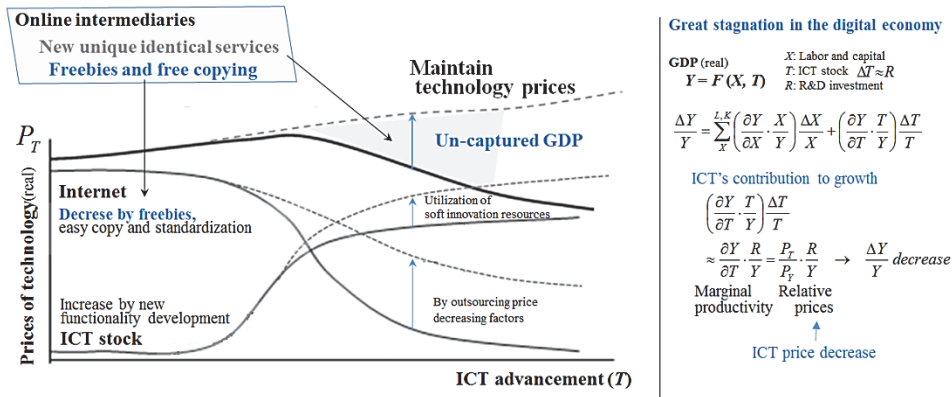 Online intermediaries
New unique identical services
Freebies and free copying
Maintain
technology prices
P_T
Un-captured GDP
Internet
Decrese by freebies,
easy copy and standardization
Utilization of
soft innovation resources
Increase by new
functionality development
ICT stock
By outsourcing price
decreasing factors
Prices of technology(real)
g
ICT advancement (T)
Great stagnation in the digital economy
GDP (real)
Y = F (X, T)
X: Labor and capital
T: ICT stock ΔT≈R
R: R&D investment
ΔY/Y = ∑_X^{L,K} (∂Y/∂X · X/Y) ΔX/X + (∂Y/∂T · T/Y) ΔT/T
ICT's contribution to growth
(∂Y/∂T · T/Y) ΔT/T
≈ ∂Y/∂T · R/Y = P_T/P_Y · R/Y → ΔY/Y decrease
Marginal productivity
Relative prices
ICT price decrease